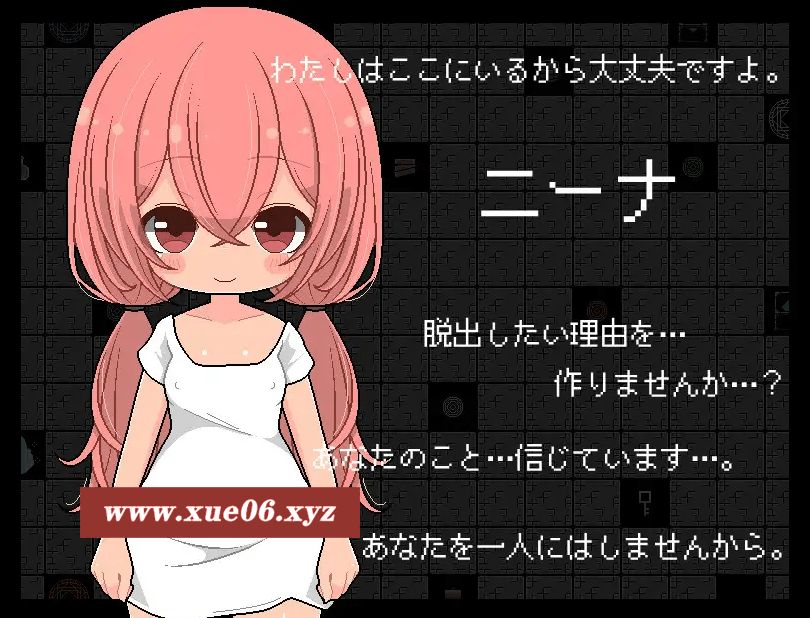 わたしはここにいるから大丈夫ですよ。
ニーナ
脱出したい理由を…
作りませんか…？
あなたのこと…信じています…。
www.xue06.xyz
あなたを一人にはしませんから。